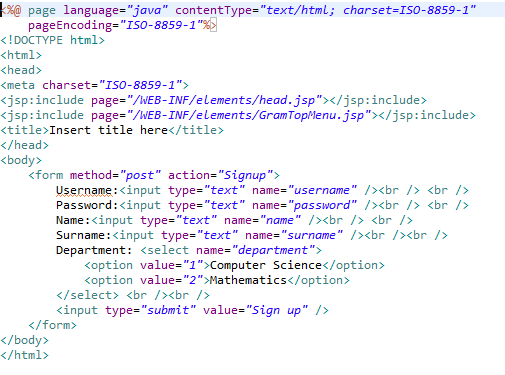 <%@ page language="java" contentType="text/html; charset=ISO-8859-1"
    pageEncoding="ISO-8859-1"%>
<!DOCTYPE html>
<html>
<head>
<meta charset="ISO-8859-1">
<jsp:include page="/WEB-INF/elements/head.jsp"></jsp:include>
<jsp:include page="/WEB-INF/elements/GramTopMenu.jsp"></jsp:include>
<title>Insert title here</title>
</head>
<body>
    <form method="post" action="Signup">
        Username:<input type="text" name="username" /><br /> <br />
        Password:<input type="text" name="password" /><br /> <br />
        Name:<input type="text" name="name" /><br /> <br />
        Surname:<input type="text" name="surname" /><br /><br />
        Department: <select name="department">
            <option value="1">Computer Science</option>
            <option value="2">Mathematics</option>
        </select> <br /><br />
        <input type="submit" value="Sign up" />
    </form>
</body>
</html>